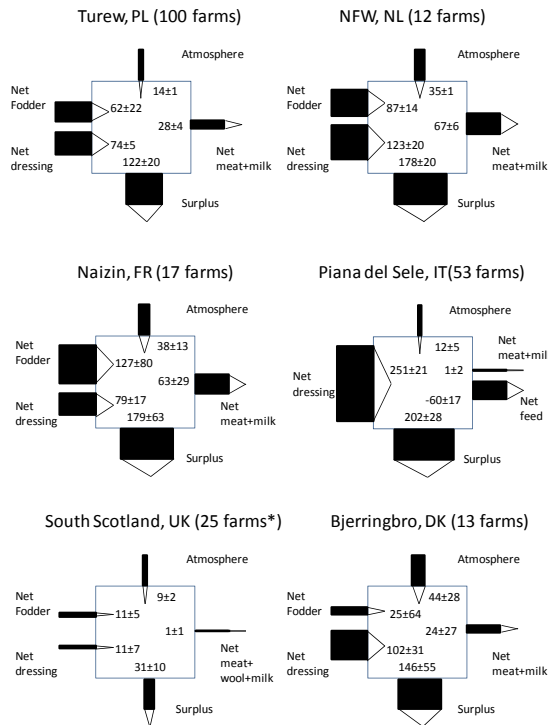 Turew, PL (100 farms)
Atmosphere
Net
Fodder
14±1
62±22
28±4
Net
dressing
74±5
122±20
Net
meat+milk
Surplus
NFW, NL (12 farms)
Atmosphere
Net
Fodder
35±1
87±14
67±6
Net
dressing
123±20
178±20
Net
meat+milk
Surplus
Naizin, FR (17 farms)
Atmosphere
Net
Fodder
38±13
127±80
63±29
Net
dressing
79±17
179±63
Net
meat+milk
Surplus
Piana del Sele, IT(53 farms)
Atmosphere
12±5
Net
meat+mil
251±21
1±2
Net
dressing
-60±17
Net
feed
202±28
Surplus
South Scotland, UK (25 farms*)
Atmosphere
Net
Fodder
9±2
11±5
1±1
Net
dressing
11±7
31±10
Net
meat+
wool+milk
Surplus
Bjerringbro, DK (13 farms)
Atmosphere
Net
Fodder
44±28
25±64
24±27
Net
dressing
102±31
146±55
Net
meat+milk
Surplus